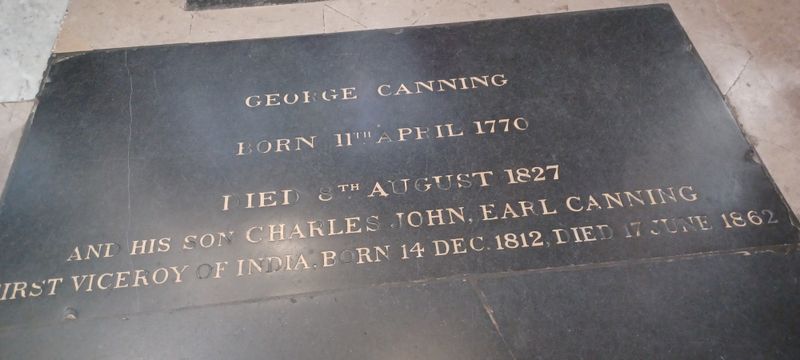 GEORGE CANNING
BORN 11TH APRIL 1770
DIED 8TH AUGUST 1827
AND HIS SON CHARLES JOHN, EARL CANNING
FIRST VICEROY OF INDIA. BORN 14 DEC. 1812, DIED 17 JUNE 1862